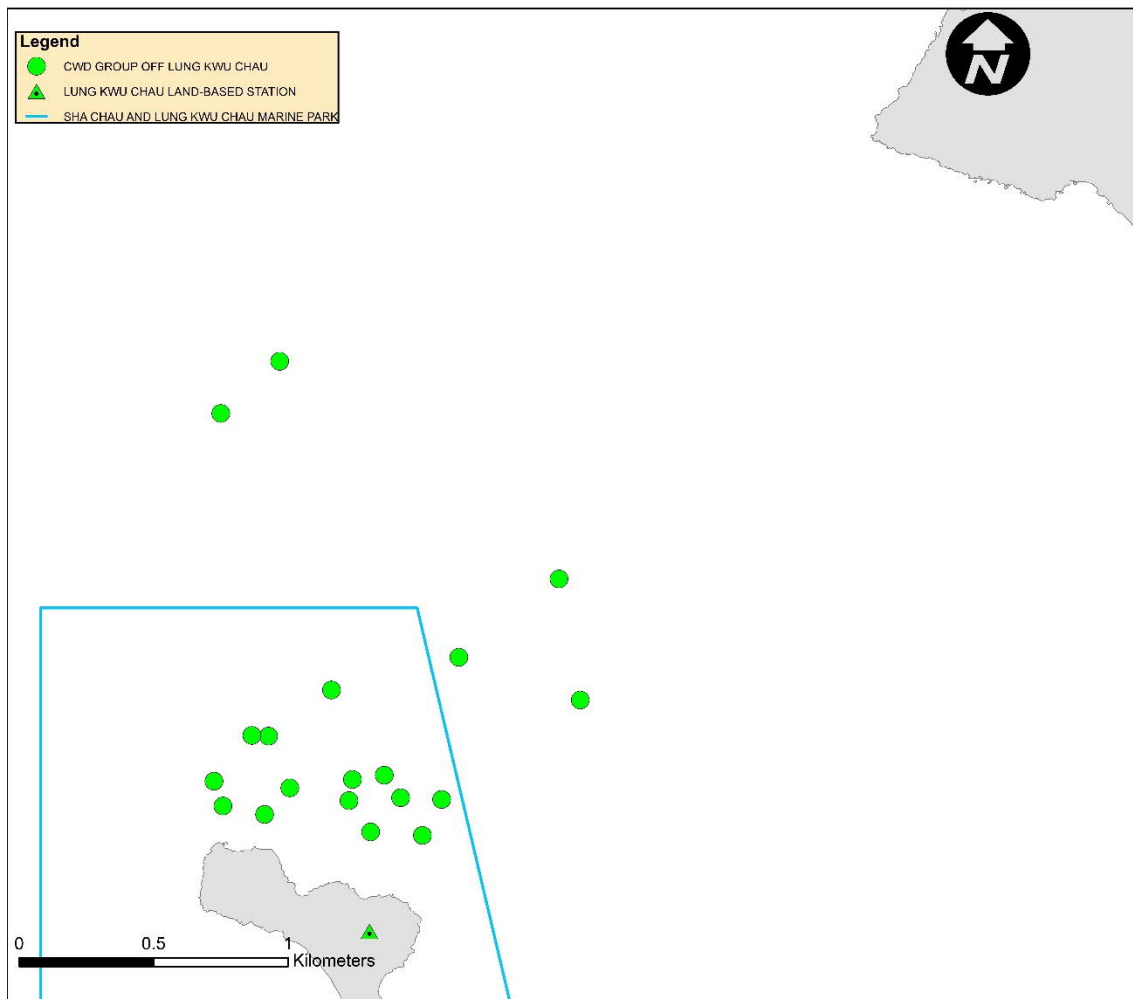 Legend
CWD GROUP OFF LUNG KWU CHAU
LUNG KWU CHAU LAND-BASED STATION
SHA CHAU AND LUNG KWU CHAU MARINE PARK
N
0 0.5 1
Kilometers